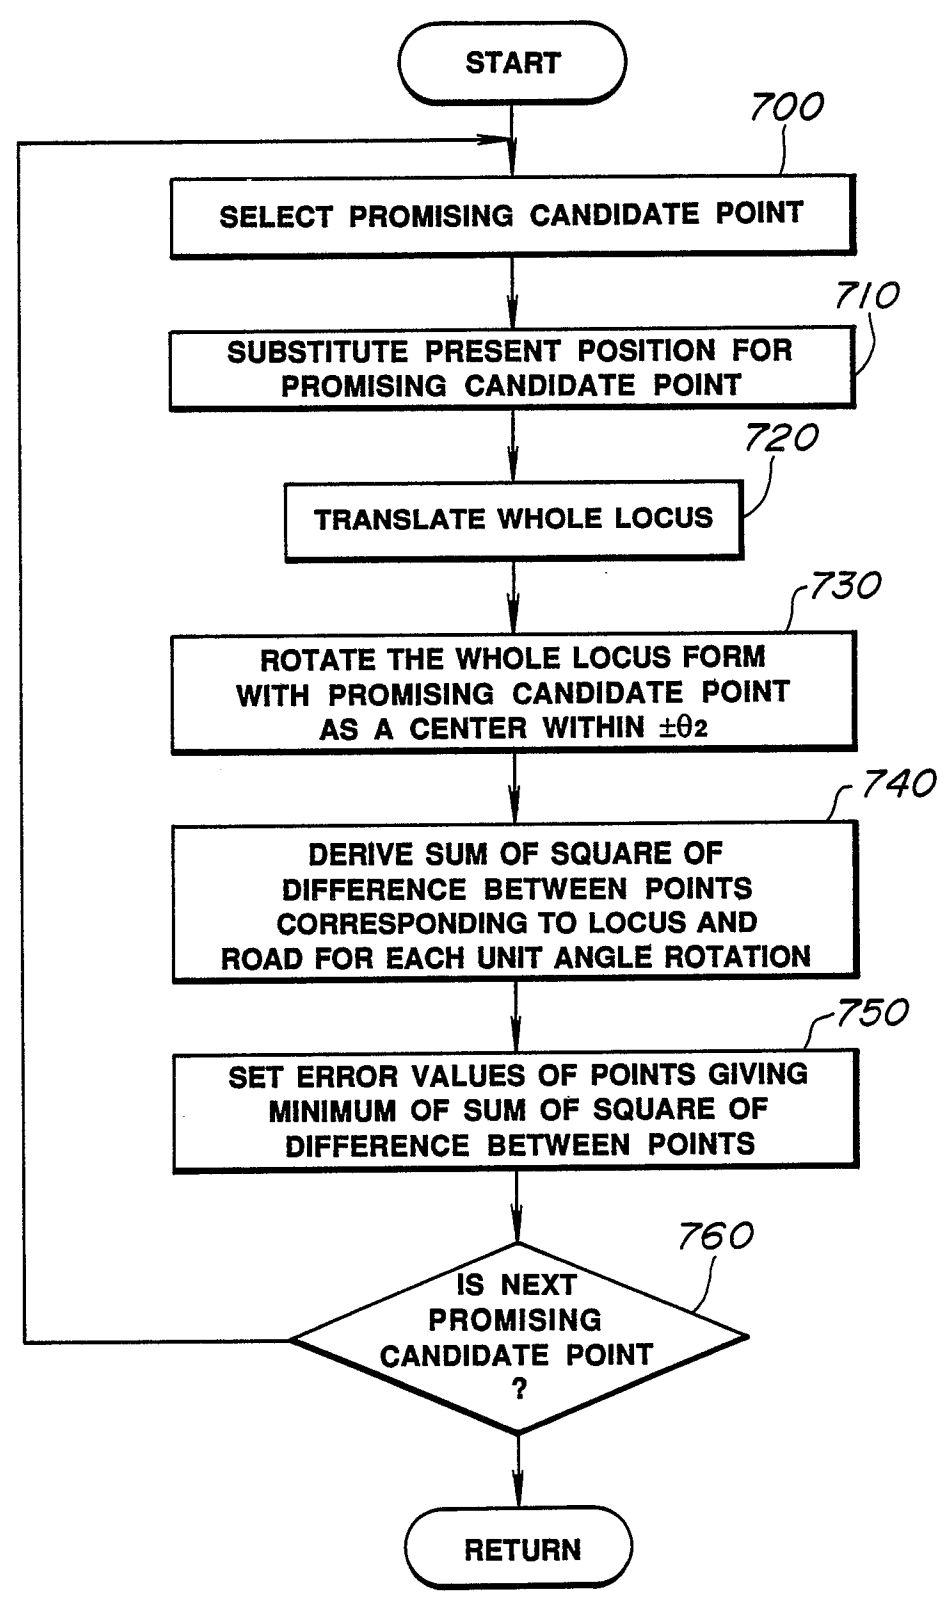 START
700
SELECT PROMISING CANDIDATE POINT
710
SUBSTITUTE PRESENT POSITION FOR
PROMISING CANDIDATE POINT
720
TRANSLATE WHOLE LOCUS
730
ROTATE THE WHOLE LOCUS FORM
WITH PROMISING CANDIDATE POINT
AS A CENTER WITHIN ±θ2
740
DERIVE SUM OF SQUARE OF
DIFFERENCE BETWEEN POINTS
CORRESPONDING TO LOCUS AND
ROAD FOR EACH UNIT ANGLE ROTATION
750
SET ERROR VALUES OF POINTS GIVING
MINIMUM OF SUM OF SQUARE OF
DIFFERENCE BETWEEN POINTS
760
IS NEXT
PROMISING
CANDIDATE POINT
?
RETURN